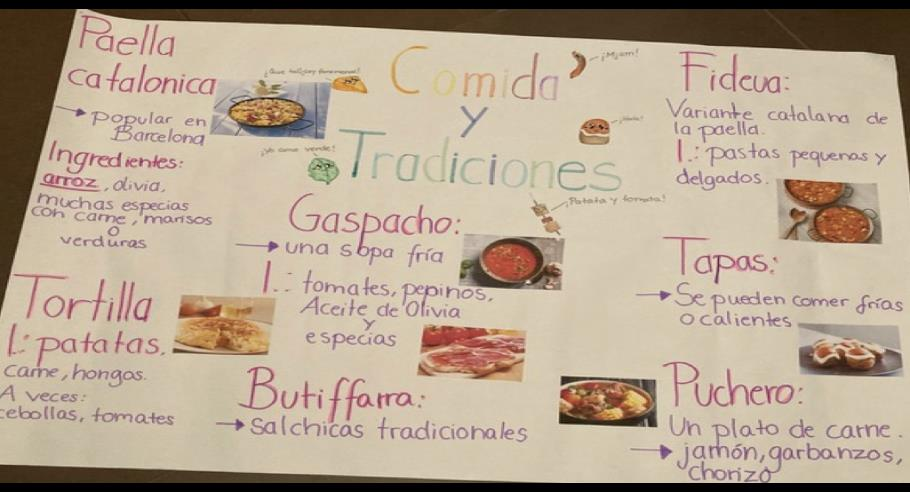 Comida
y
Tradiciones
Paella
catalonica
→ popular en
Barcelona
Ingredientes:
arroz, olivia,
muchas especias
con carne, marisos
o
verduras
Tortilla
I.: patatas,
carne, hongos.
A veces:
cebollas, tomates
¡Yo amo verde!
Gaspacho:
→ una sopa fría
I.: tomates, pepinos,
Aceite de Olivia
y
especias
Butiffarra:
→ salchicas tradicionales
¡Mjam!
¡Hola!
¡Patata y tomata!
Fideua:
Variante catalana de
la paella.
I.: pastas pequenas y
delgados.
Tapas:
→ Se pueden comer frías
o calientes
Puchero:
Un plato de carne.
→ jamón, garbanzos,
chorizo